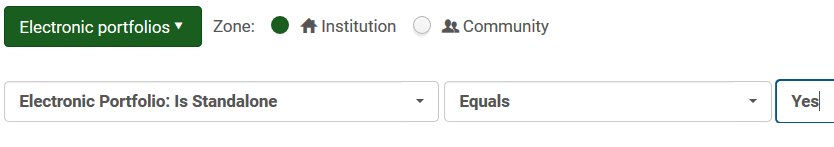 Electronic portfolios Zone: Institution Community
Electronic Portfolio: Is Standalone Equals Yes